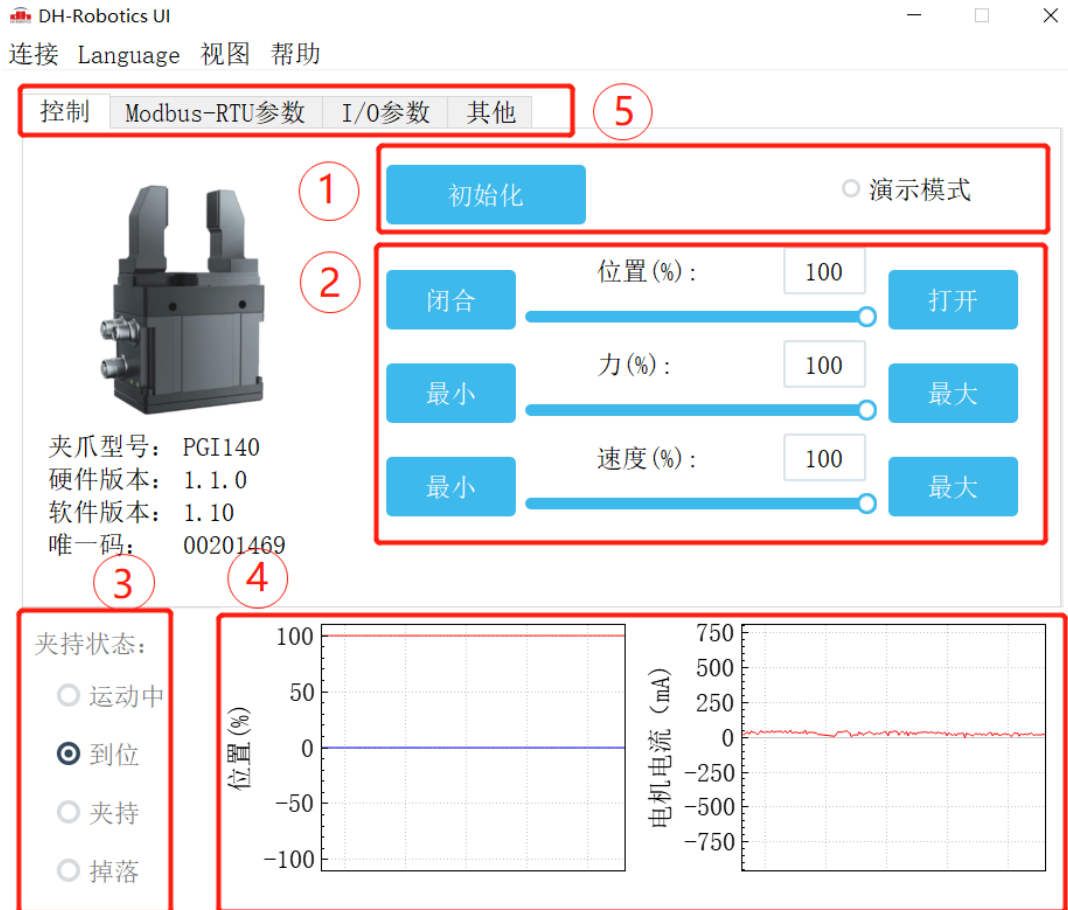 DH-Robotics UI
连接 Language 视图 帮助
控制 Modbus-RTU参数 I/O参数 其他
⑤
①
初始化
演示模式
②
位置(%): 100
闭合 打开
力(%): 100
最小 最大
速度(%): 100
最小 最大
夹爪型号: PGI140
硬件版本: 1.1.0
软件版本: 1.10
唯一码: 00201469
③
④
夹持状态:
运动中
到位
夹持
掉落
位置(%)
100
50
0
-50
-100
电机电流 (mA)
750
500
250
0
-250
-500
-750